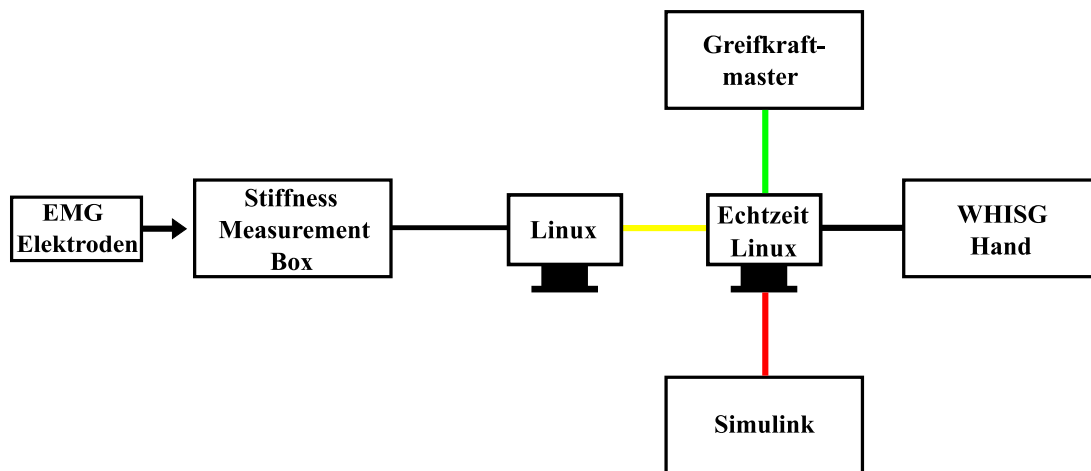 Greifkraft-
master
EMG
Elektroden
Stiffness
Measurement
Box
Linux
Echtzeit
Linux
WHISG
Hand
Simulink